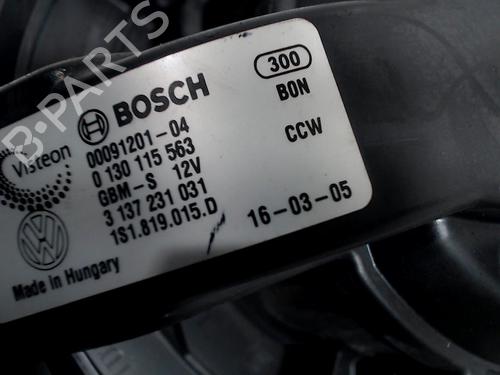 B-PARTS
Visteon
BOSCH
00091201-04
0 130 115 563
GBM-S 12V
3 137 231 031
1S1.819.015.D
Made in Hungary
300
BON
CCW
16-03-05